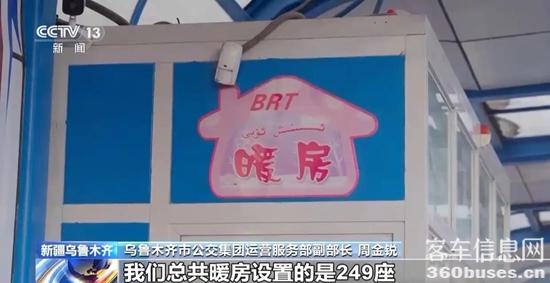 CCTV 13
新闻
BRT
暖房
新疆乌鲁木齐
乌鲁木齐市公交集团运营服务部副部长 周金锐
我们总共暖房设置的是249座
客车信息网
360buses.cn